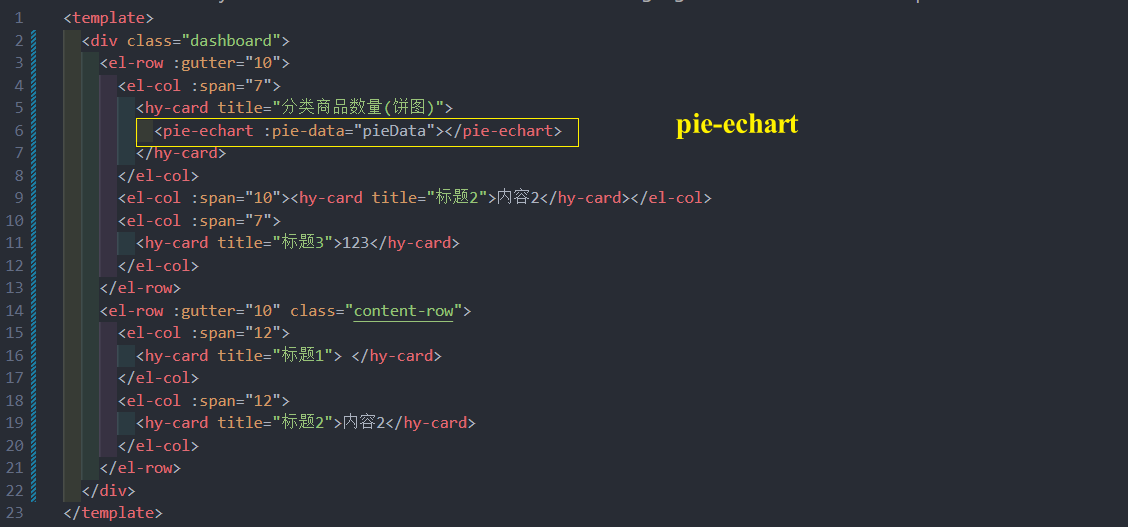 1 <template>
2 <div class="dashboard">
3 <el-row :gutter="10">
4 <el-col :span="7">
5 <hy-card title="分类商品数量(饼图)">
6 <pie-echart :pie-data="pieData"></pie-echart>
pie-echart
7 </hy-card>
8 </el-col>
9 <el-col :span="10"><hy-card title="标题2">内容2</hy-card></el-col>
10 <el-col :span="7">
11 <hy-card title="标题3">123</hy-card>
12 </el-col>
13 </el-row>
14 <el-row :gutter="10" class="content-row">
15 <el-col :span="12">
16 <hy-card title="标题1"> </hy-card>
17 </el-col>
18 <el-col :span="12">
19 <hy-card title="标题2">内容2</hy-card>
20 </el-col>
21 </el-row>
22 </div>
23 </template>